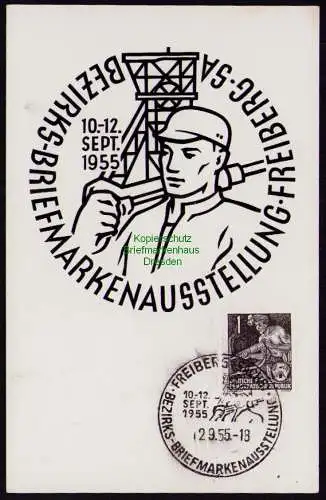 BEZIRKS-BRIEFMARKENAUSSTELLUNG·FREIBERG·SA
10.-12.
SEPT.
1955
Kopierschutz
Briefmarkenhaus
Dresden
1
FREIBERG
10-12
SEPT.
1955
·BEZIRKS-BRIEFMARKENAUSSTELLUNG·
2.9.55.-18